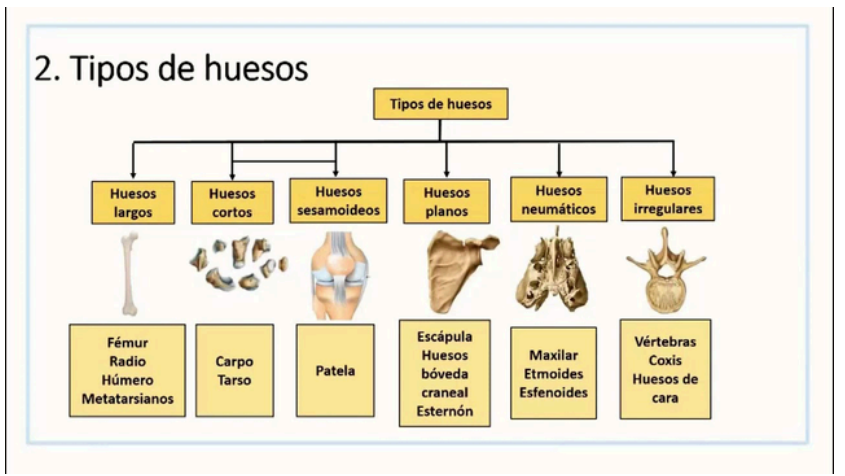 2. Tipos de huesos
Tipos de huesos
Huesos
largos
Huesos
cortos
Huesos
sesamoideos
Huesos
planos
Huesos
neumáticos
Huesos
irregulares
Fémur
Radio
Húmero
Metatarsianos
Carpo
Tarso
Patela
Escápula
Huesos
bóveda
craneal
Esternón
Maxilar
Etmoides
Esfenoides
Vértebras
Coxis
Huesos de
cara